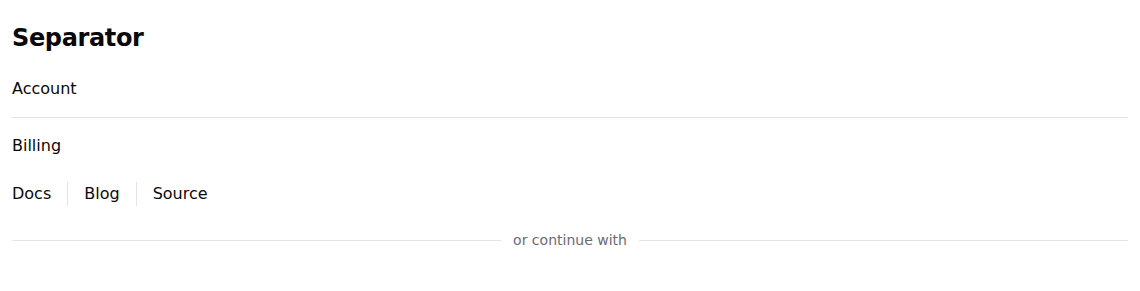 Separator
Account
Billing
Docs Blog Source
or continue with